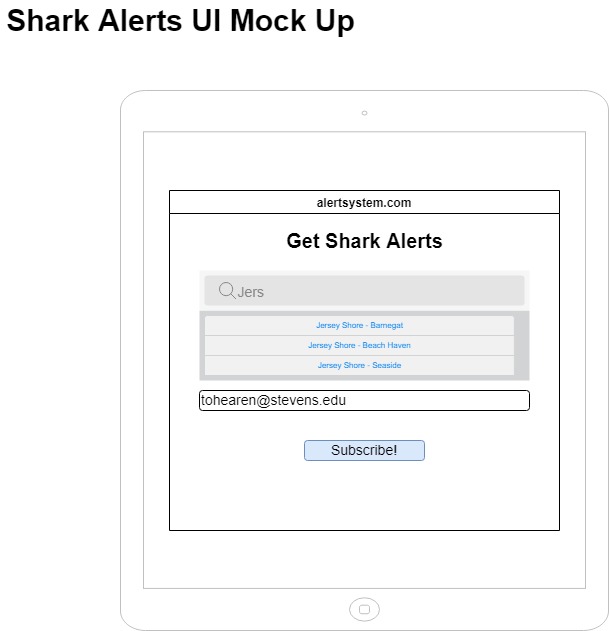 Shark Alerts UI Mock Up
alertsystem.com
Get Shark Alerts
Jers
Jersey Shore - Barnegat
Jersey Shore - Beach Haven
Jersey Shore - Seaside
tohearen@stevens.edu
Subscribe!